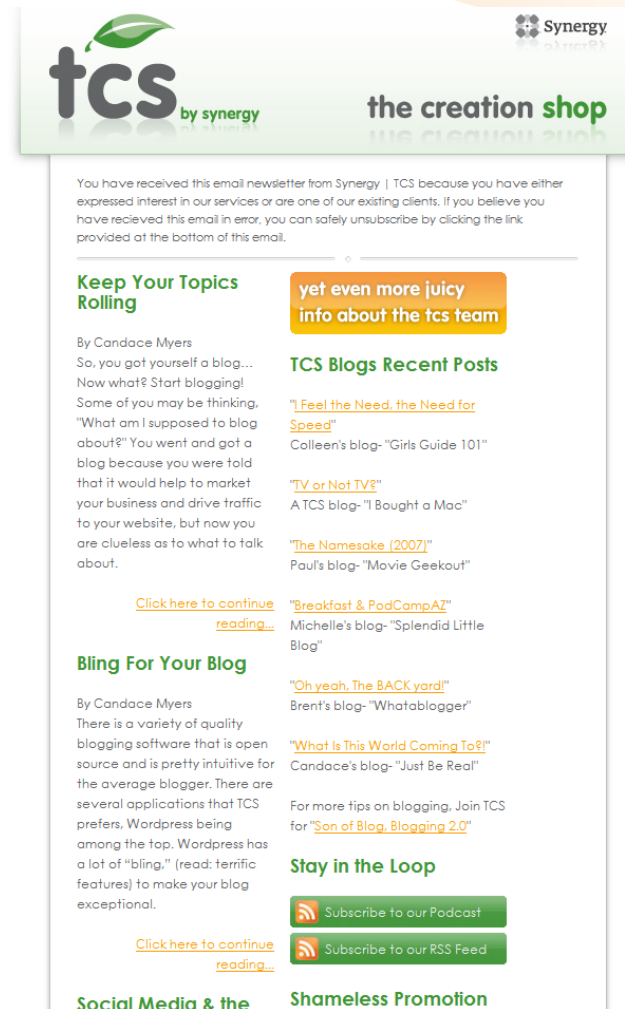 Synergy
tcs
by synergy
the creation shop
You have received this email newsletter from Synergy | TCS because you have either
expressed interest in our services or are one of our existing clients. If you believe you
have recieved this email in error, you can safely unsubscribe by clicking the link
provided at the bottom of this email.
Keep Your Topics
Rolling
By Candace Myers
So, you got yourself a blog...
Now what? Start blogging!
Some of you may be thinking,
"What am I supposed to blog
about?" You went and got a
blog because you were told
that it would help to market
your business and drive traffic
to your website, but now you
are clueless as to what to talk
about.
Click here to continue
reading...
Bling For Your Blog
By Candace Myers
There is a variety of quality
blogging software that is open
source and is pretty intuitive for
the average blogger. There are
several applications that TCS
prefers, Wordpress being
among the top. Wordpress has
a lot of “bling,” (read: terrific
features) to make your blog
exceptional.
Click here to continue
reading...
Social Media & the
yet even more juicy
info about the tcs team
TCS Blogs Recent Posts
"I Feel the Need, the Need for
Speed"
Colleen's blog- "Girls Guide 101"
"TV or Not TV?"
A TCS blog- "I Bought a Mac"
"The Namesake (2007)"
Paul's blog- "Movie Geekout"
"Breakfast & PodCampAZ"
Michelle's blog- "Splendid Little
Blog"
"Oh yeah, The BACK yard!"
Brent's blog- "Whatablogger"
"What Is This World Coming To?!"
Candace's blog- "Just Be Real"
For more tips on blogging, Join TCS
for "Son of Blog, Blogging 2.0"
Stay in the Loop
Subscribe to our Podcast
Subscribe to our RSS Feed
Shameless Promotion